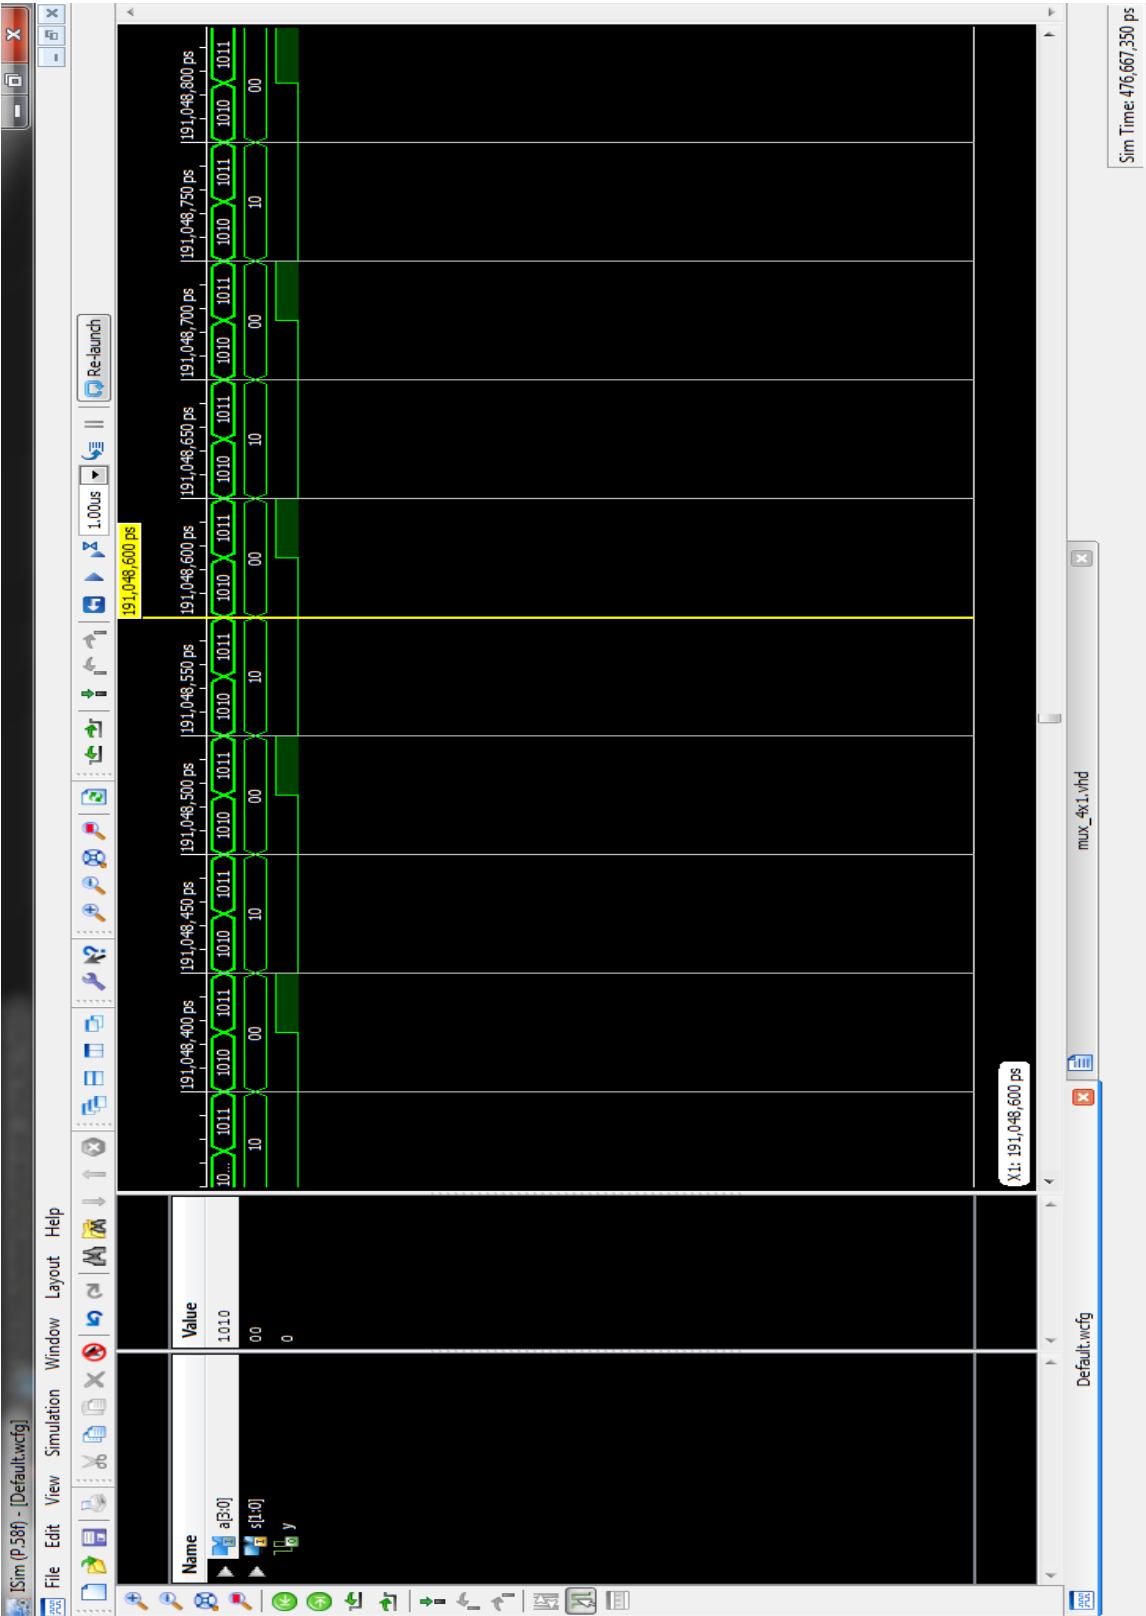 ISim (P.58f) - [Default.wcfg]
File Edit View Simulation Window Layout Help
1.00us Re-launch
191,048,600 ps
Name Value
191,048,400 ps 191,048,450 ps 191,048,500 ps 191,048,550 ps 191,048,600 ps 191,048,650 ps 191,048,700 ps 191,048,750 ps 191,048,800 ps
a[3:0] 1010 10... 1011 1010 1011 1010 1011 1010 1011 1010 1011 1010 1011 1010 1011 1010 1011 1010 1011 1010 1011
s[1:0] 00 10 00 10 00 10 00 10 00 10 00
y 0
X1: 191,048,600 ps
Default.wcfg mux_4x1.vhd
Sim Time: 476,667,350 ps